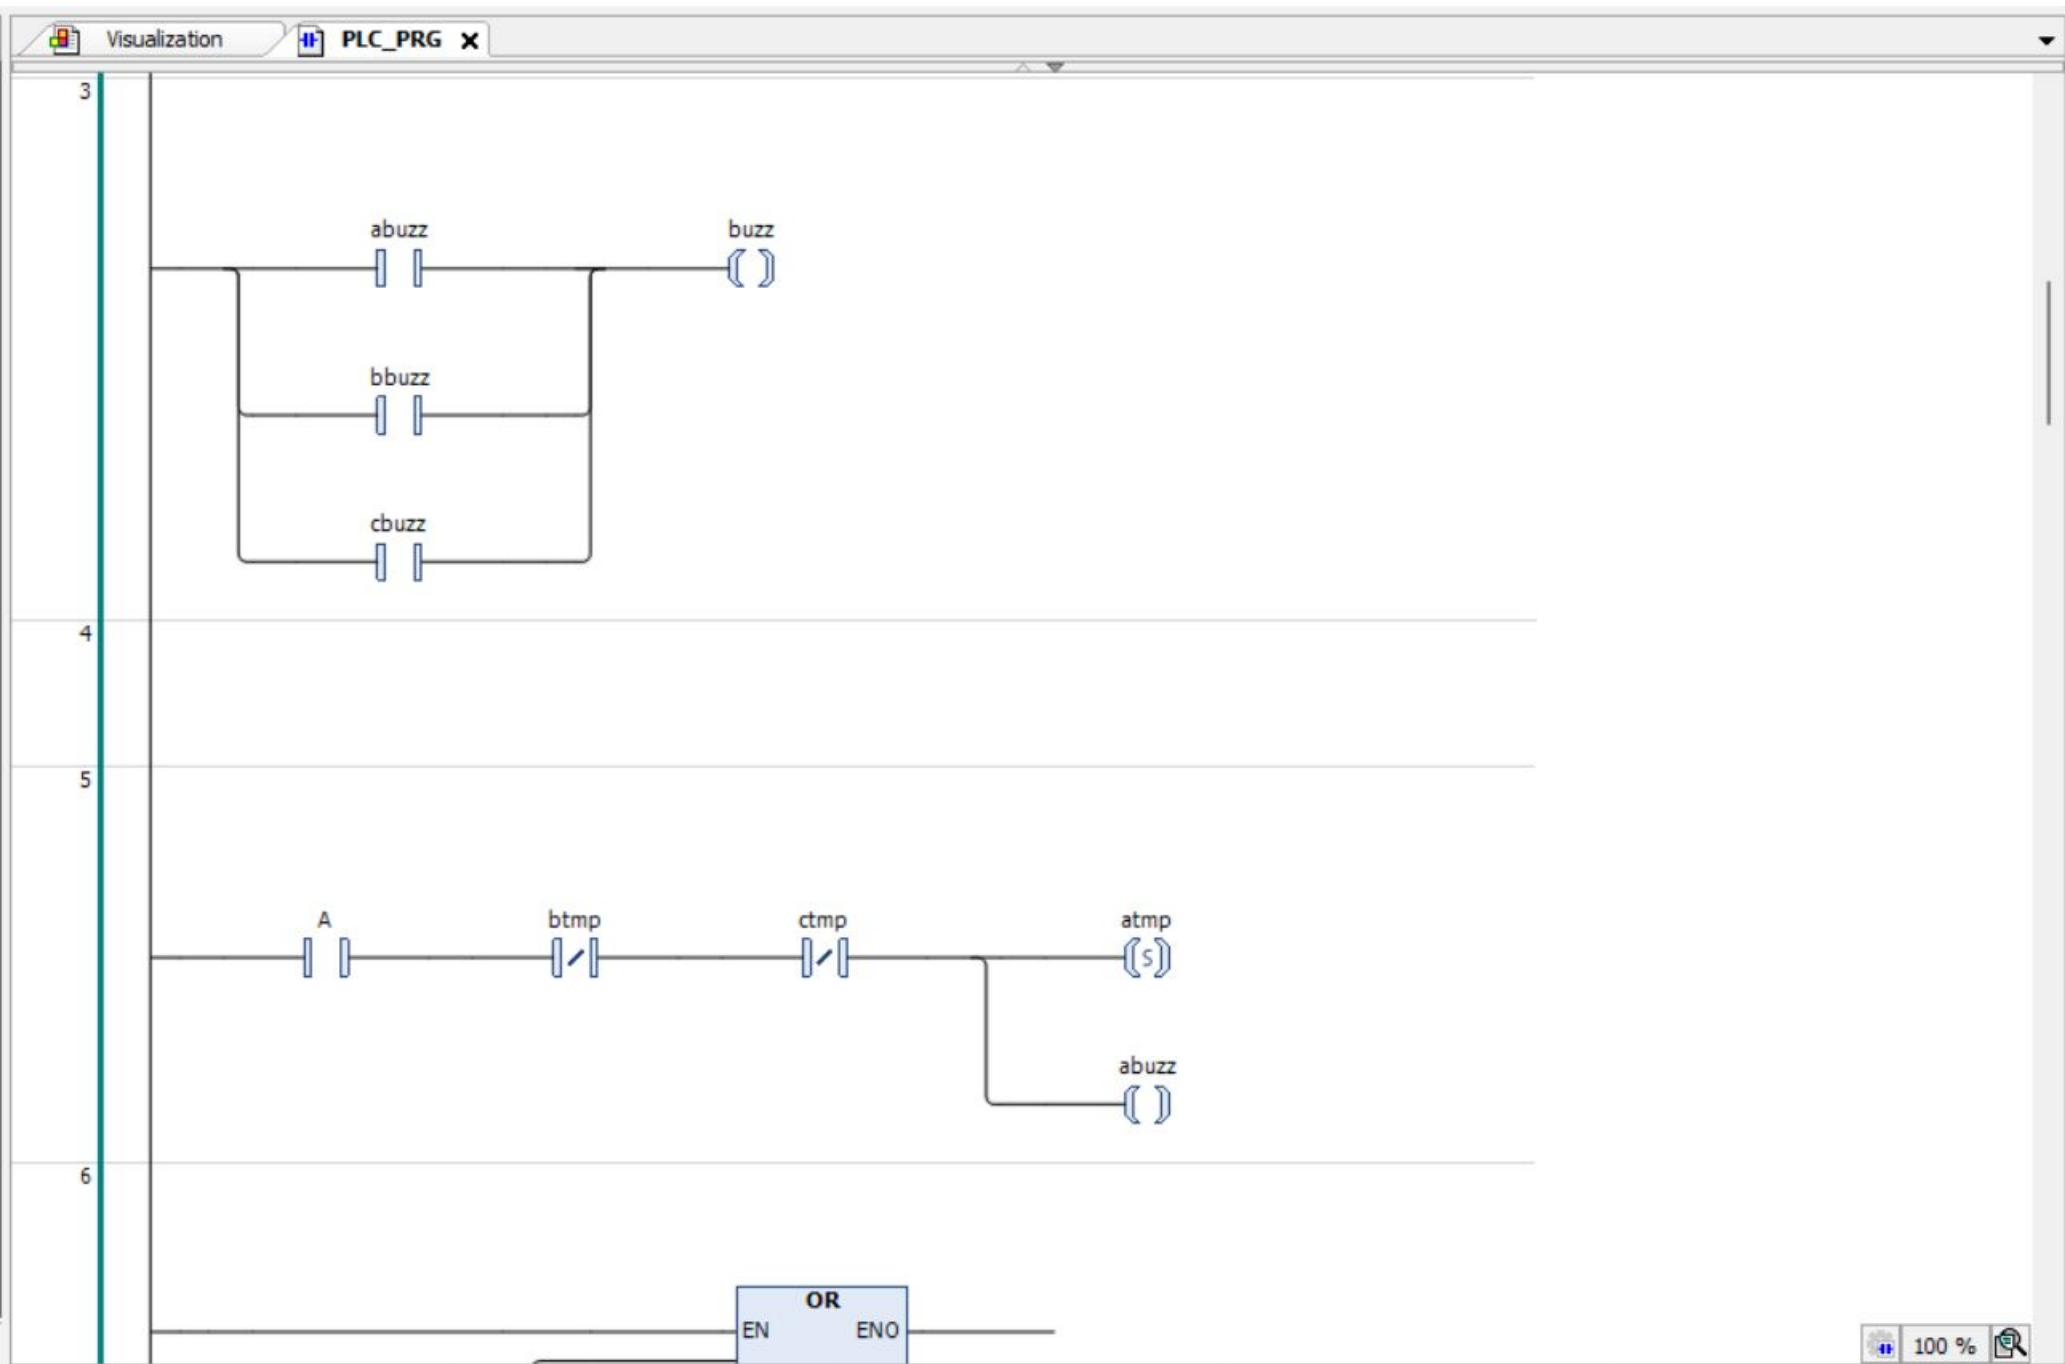 Visualization PLC_PRG
3
abuzz buzz
bbuzz
cbuzz
4
5
A btmp ctmp atmp
S
abuzz
6
OR
EN ENO
100 %